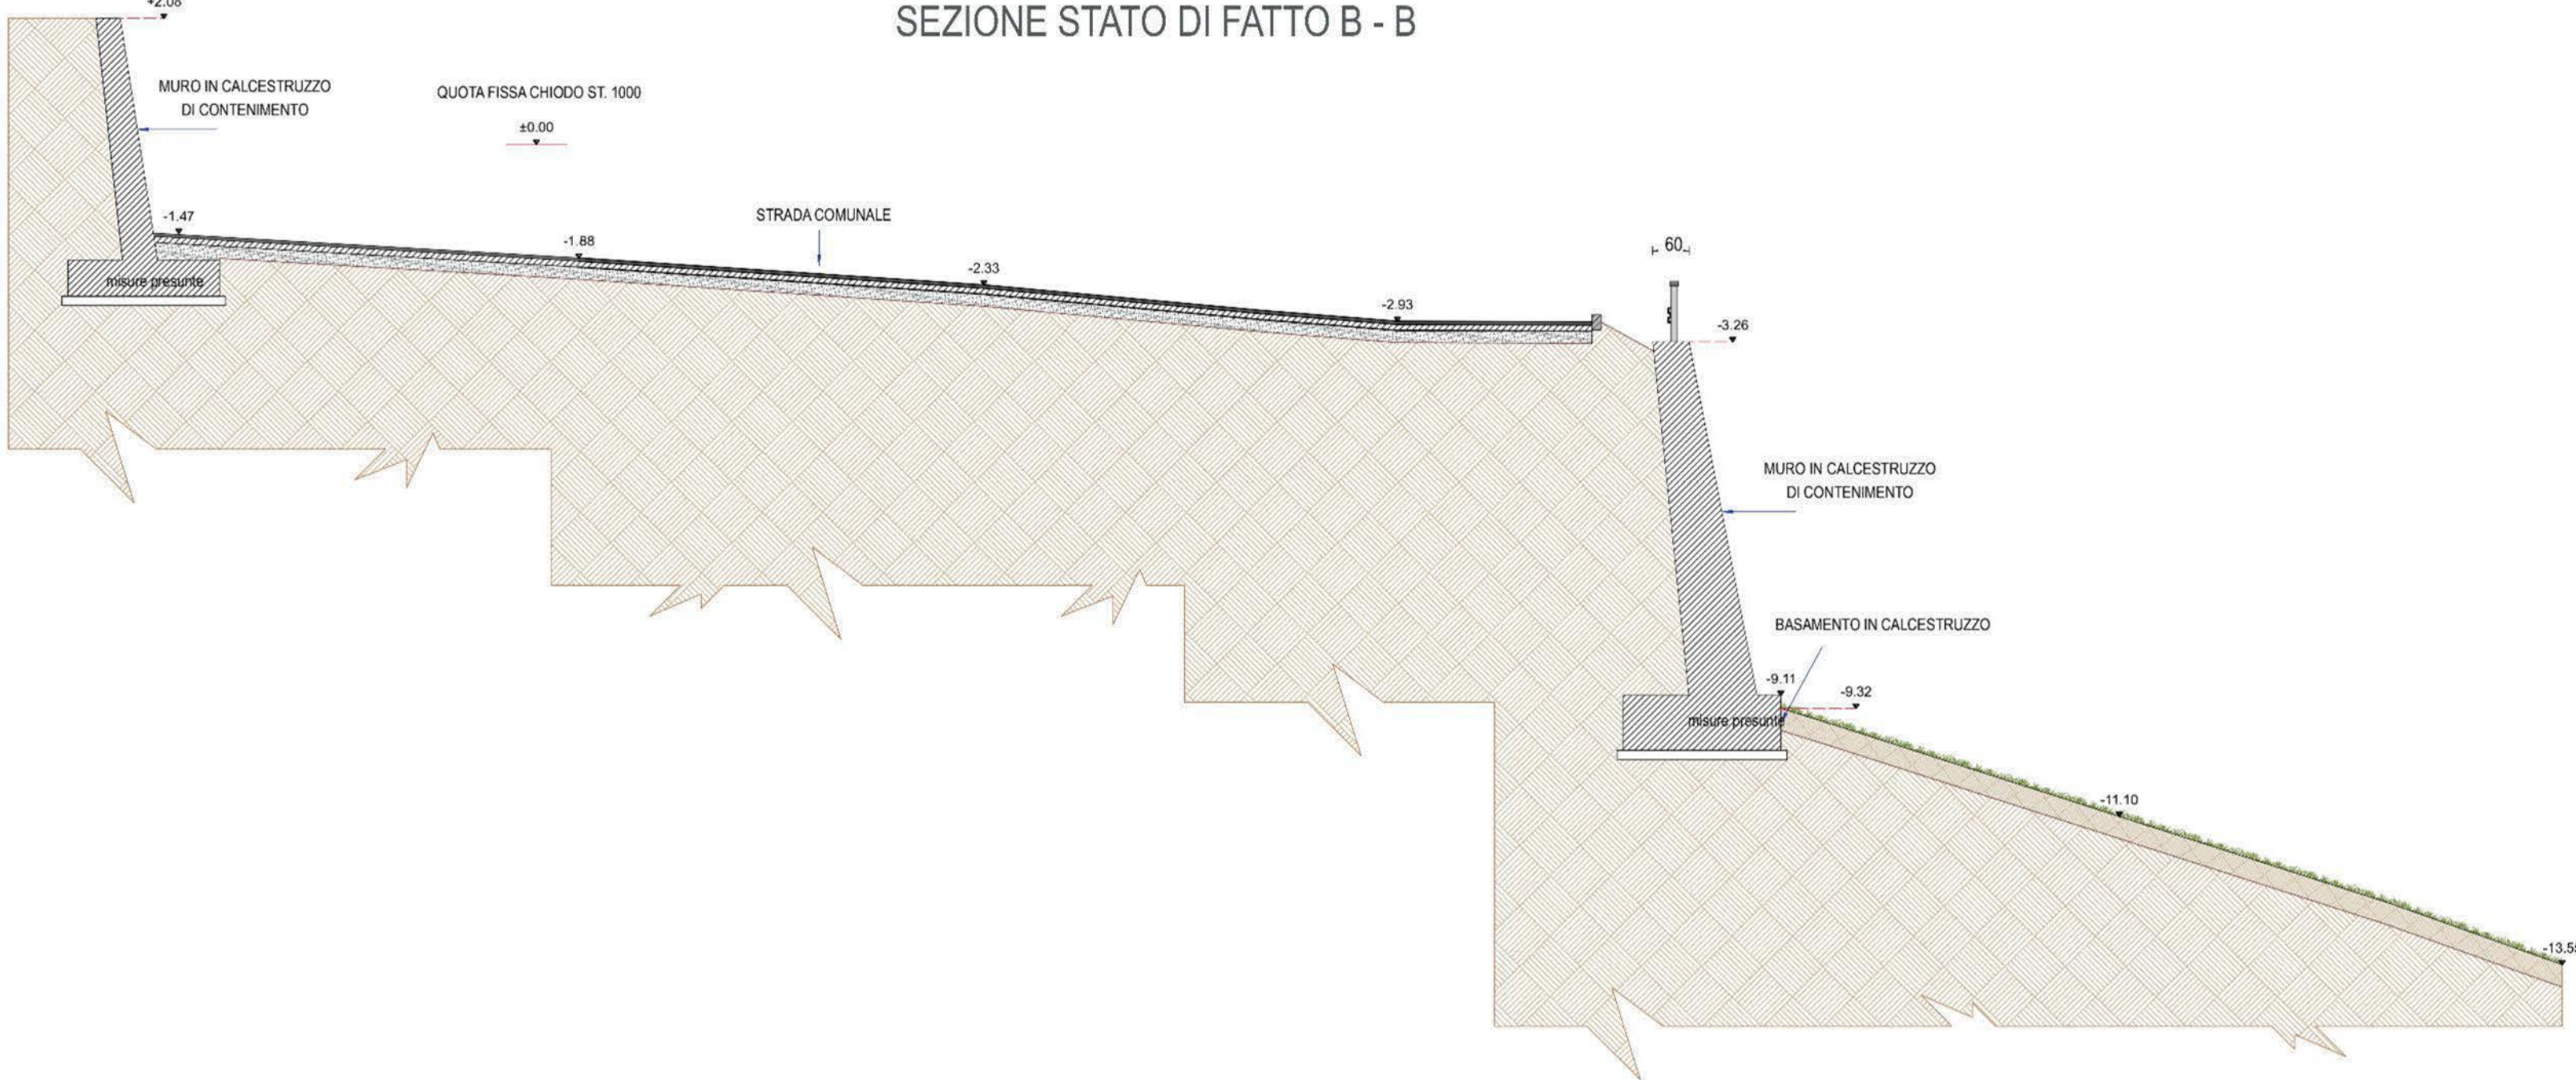 SEZIONE STATO DI FATTO B - B
+2.08
MURO IN CALCESTRUZZO
DI CONTENIMENTO
QUOTA FISSA CHIODO ST. 1000
±0.00
-1.47
STRADA COMUNALE
-1.88
-2.33
60
-2.93
-3.26
misure presunte
MURO IN CALCESTRUZZO
DI CONTENIMENTO
BASAMENTO IN CALCESTRUZZO
-9.11
-9.32
misure presunte
-11.10